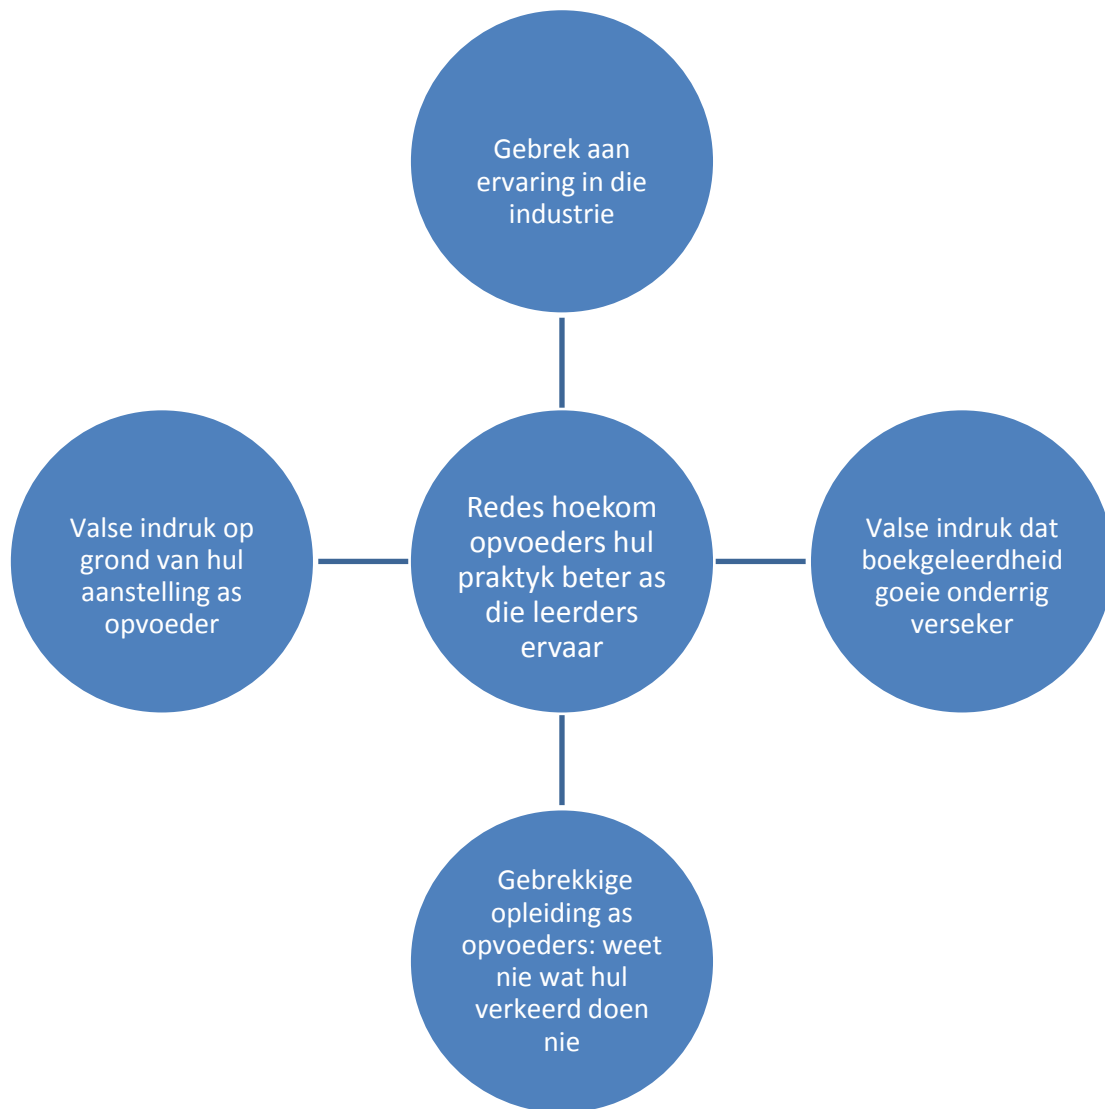 Gebrek aan
ervaring in die
industrie
Valse indruk op
grond van hul
aanstelling as
opvoeder
Redes hoekom
opvoeders hul
praktyk beter as
die leerders
ervaar
Valse indruk dat
boekgeleerdheid
goeie onderrig
verseker
Gebrekkige
opleiding as
opvoeders: weet
nie wat hul
verkeerd doen
nie